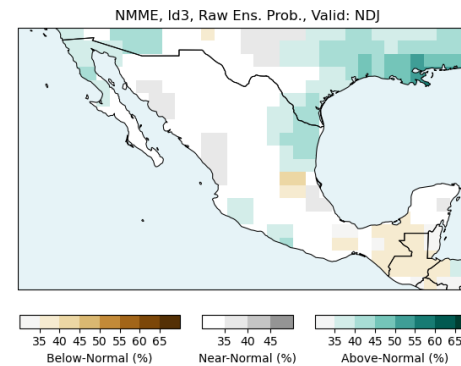 NMME, ld3, Raw Ens. Prob., Valid: NDJ
35 40 45 50 55 60 65
Below-Normal (%)
35 40 45
Near-Normal (%)
35 40 45 50 55 60 65
Above-Normal (%)